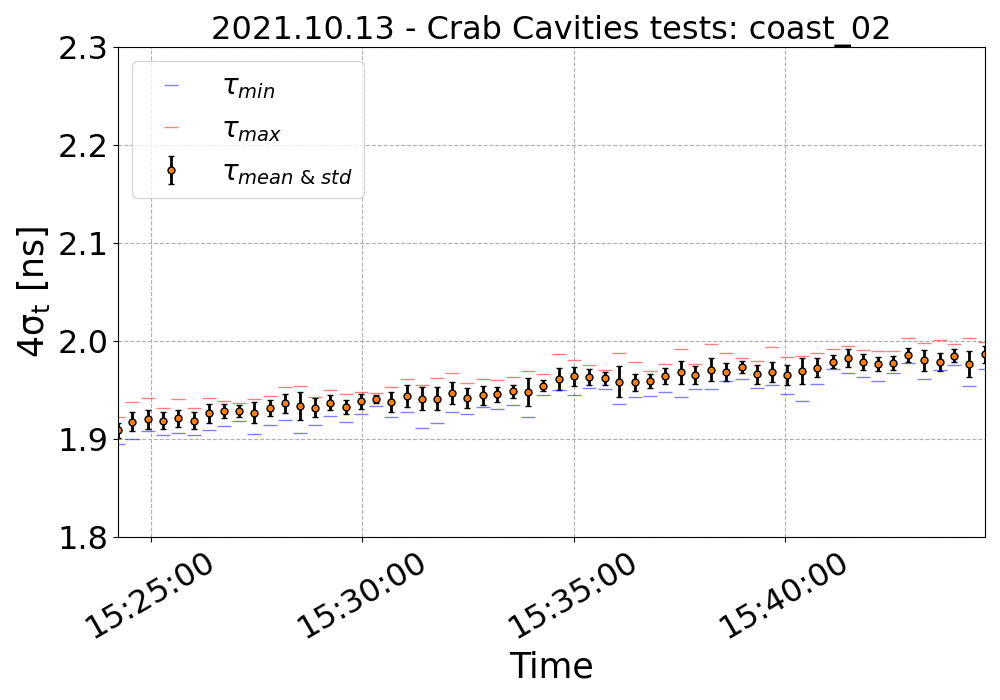 2021.10.13 - Crab Cavities tests: coast_02
2.3
2.2
2.1
2.0
1.9
1.8
4σt [ns]
τmin
τmax
τmean & std
15:25:00
15:30:00
15:35:00
15:40:00
Time